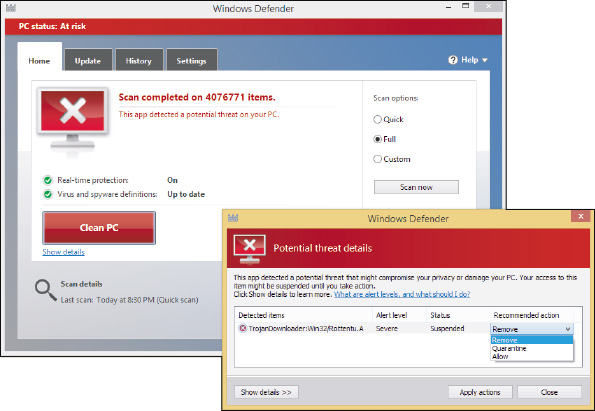 Windows Defender
PC status: At risk
Home Update History Settings Help
Scan completed on 4076771 items.
This app detected a potential threat on your PC.
Scan options:
Quick
Full
Custom
Scan now
Real-time protection: On
Virus and spyware definitions: Up to date
Clean PC
Show details
Scan details
Last scan: Today at 8:30 PM (Quick scan)
Windows Defender
Potential threat details
This app detected a potential threat that might compromise your privacy or damage your PC. Your access to this
item might be suspended until you take action.
Click Show details to learn more. What are alert levels, and what should I do?
Detected items Alert level Status Recommended action
TrojanDownloader:Win32/Rottentu.A Severe Suspended Remove
Remove
Quarantine
Allow
Show details >> Apply actions Close